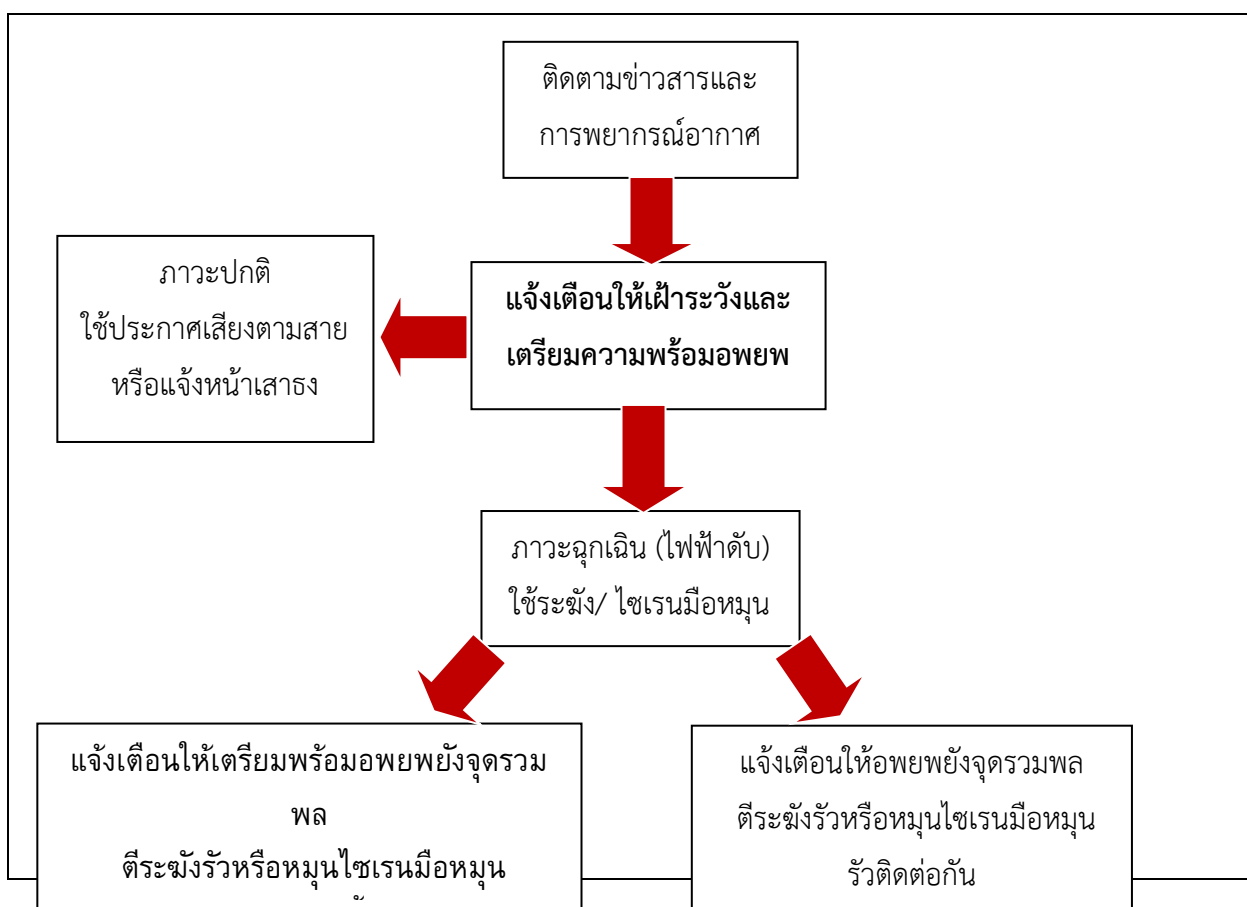 ติดตามข่าวสารและ
การพยากรณ์อากาศ
ภาวะปกติ
ใช้ประกาศเสียงตามสาย
หรือแจ้งหน้าเสาธง
แจ้งเตือนให้เฝ้าระวังและ
เตรียมความพร้อมอพยพ
ภาวะฉุกเฉิน (ไฟฟ้าดับ)
ใช้ระฆัง/ ไซเรนมือหมุน
แจ้งเตือนให้เตรียมพร้อมอพยพยังจุดรวม
พล
ตีระฆังรัวหรือหมุนไซเรนมือหมุน
แจ้งเตือนให้อพยพยังจุดรวมพล
ตีระฆังรัวหรือหมุนไซเรนมือหมุน
รัวติดต่อกัน